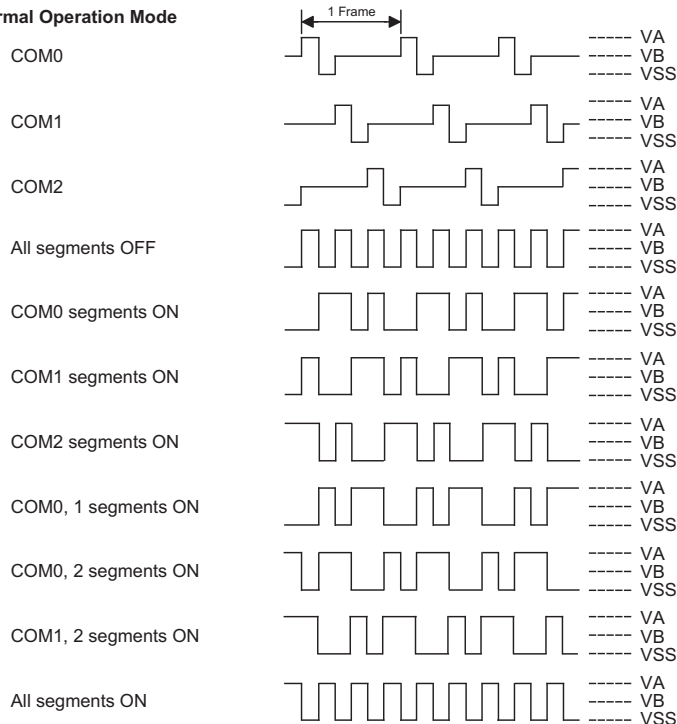 rmal Operation Mode
1 Frame
COM0
VA
VB
VSS
COM1
VA
VB
VSS
COM2
VA
VB
VSS
All segments OFF
VA
VB
VSS
COM0 segments ON
VA
VB
VSS
COM1 segments ON
VA
VB
VSS
COM2 segments ON
VA
VB
VSS
COM0, 1 segments ON
VA
VB
VSS
COM0, 2 segments ON
VA
VB
VSS
COM1, 2 segments ON
VA
VB
VSS
All segments ON
VA
VB
VSS